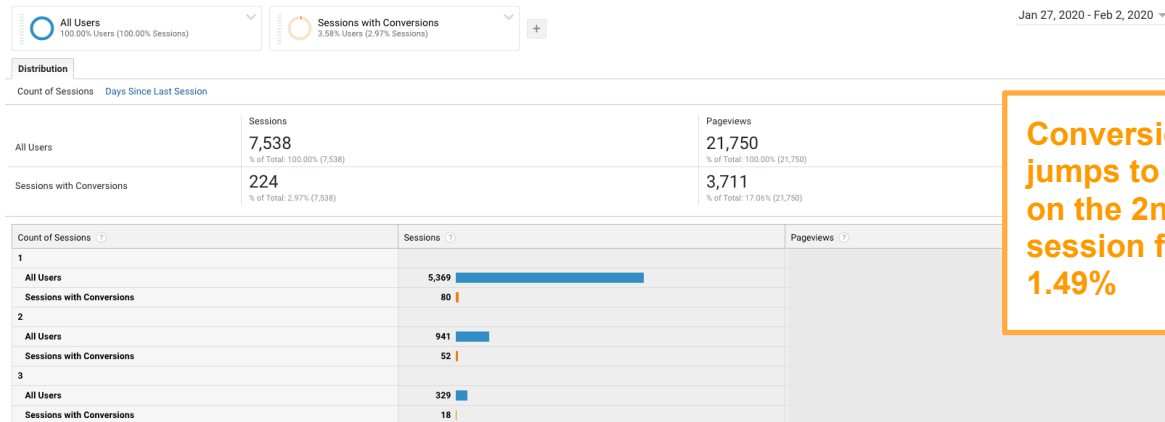 All Users
100.00% Users (100.00% Sessions)
Sessions with Conversions
3.58% Users (2.97% Sessions)
+
Jan 27, 2020 - Feb 2, 2020
Distribution
Count of Sessions Days Since Last Session
Sessions Pageviews
All Users 7,538 21,750
% of Total: 100.00% (7,538) % of Total: 100.00% (21,750)
Sessions with Conversions 224 3,711
% of Total: 2.97% (7,538) % of Total: 17.06% (21,750)
jumps to
on the 2n
session f
1.49%
Count of Sessions ? Sessions ? Pageviews ?
1
All Users 5,369
Sessions with Conversions 80
2
All Users 941
Sessions with Conversions 52
3
All Users 329
Sessions with Conversions 18